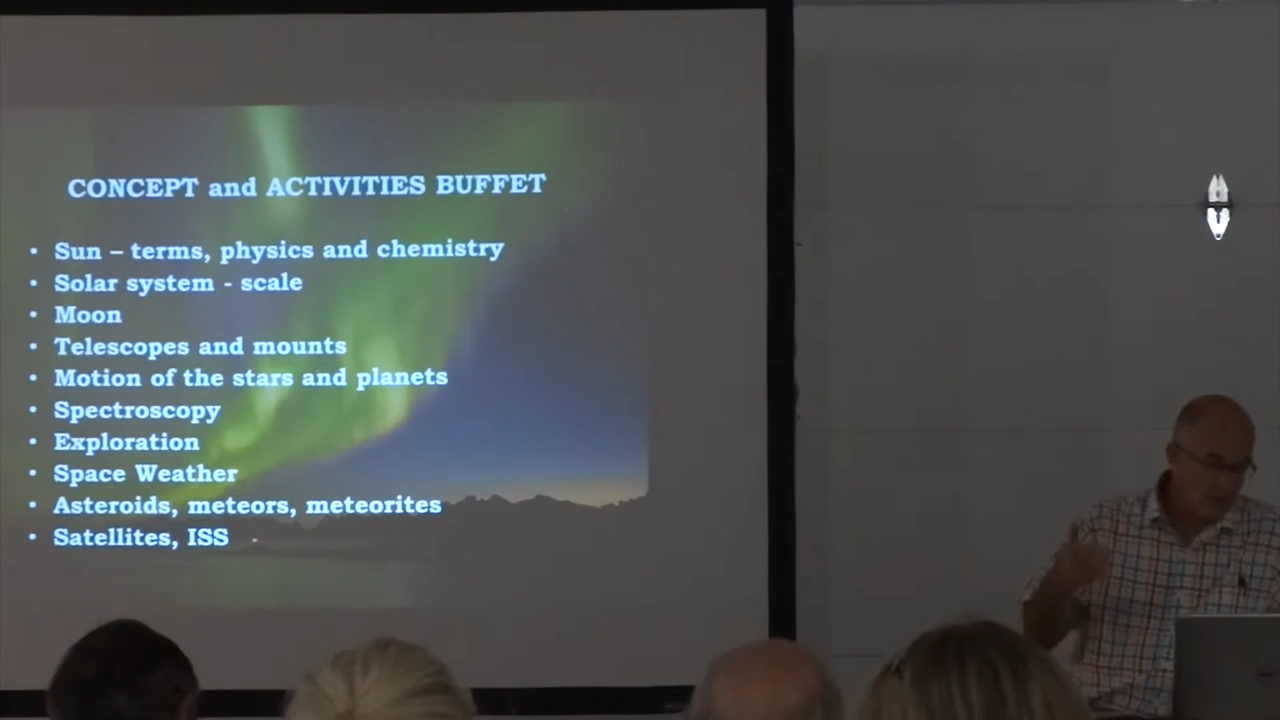 CONCEPT and ACTIVITIES BUFFET
• Sun – terms, physics and chemistry
• Solar system - scale
• Moon
• Telescopes and mounts
• Motion of the stars and planets
• Spectroscopy
• Exploration
• Space Weather
• Asteroids, meteors, meteorites
• Satellites, ISS